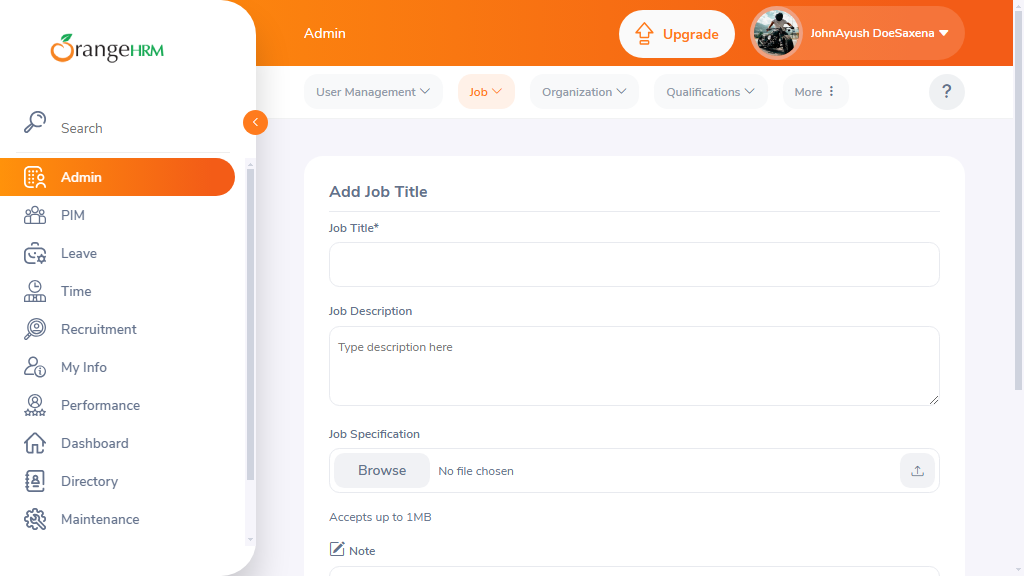 OrangeHRM
Search
Admin
PIM
Leave
Time
Recruitment
My Info
Performance
Dashboard
Directory
Maintenance
Admin
Upgrade
JohnAyush DoeSaxena
User Management
Job
Organization
Qualifications
More
?
Add Job Title
Job Title*
Job Description
Type description here
Job Specification
Browse
No file chosen
Accepts up to 1MB
Note